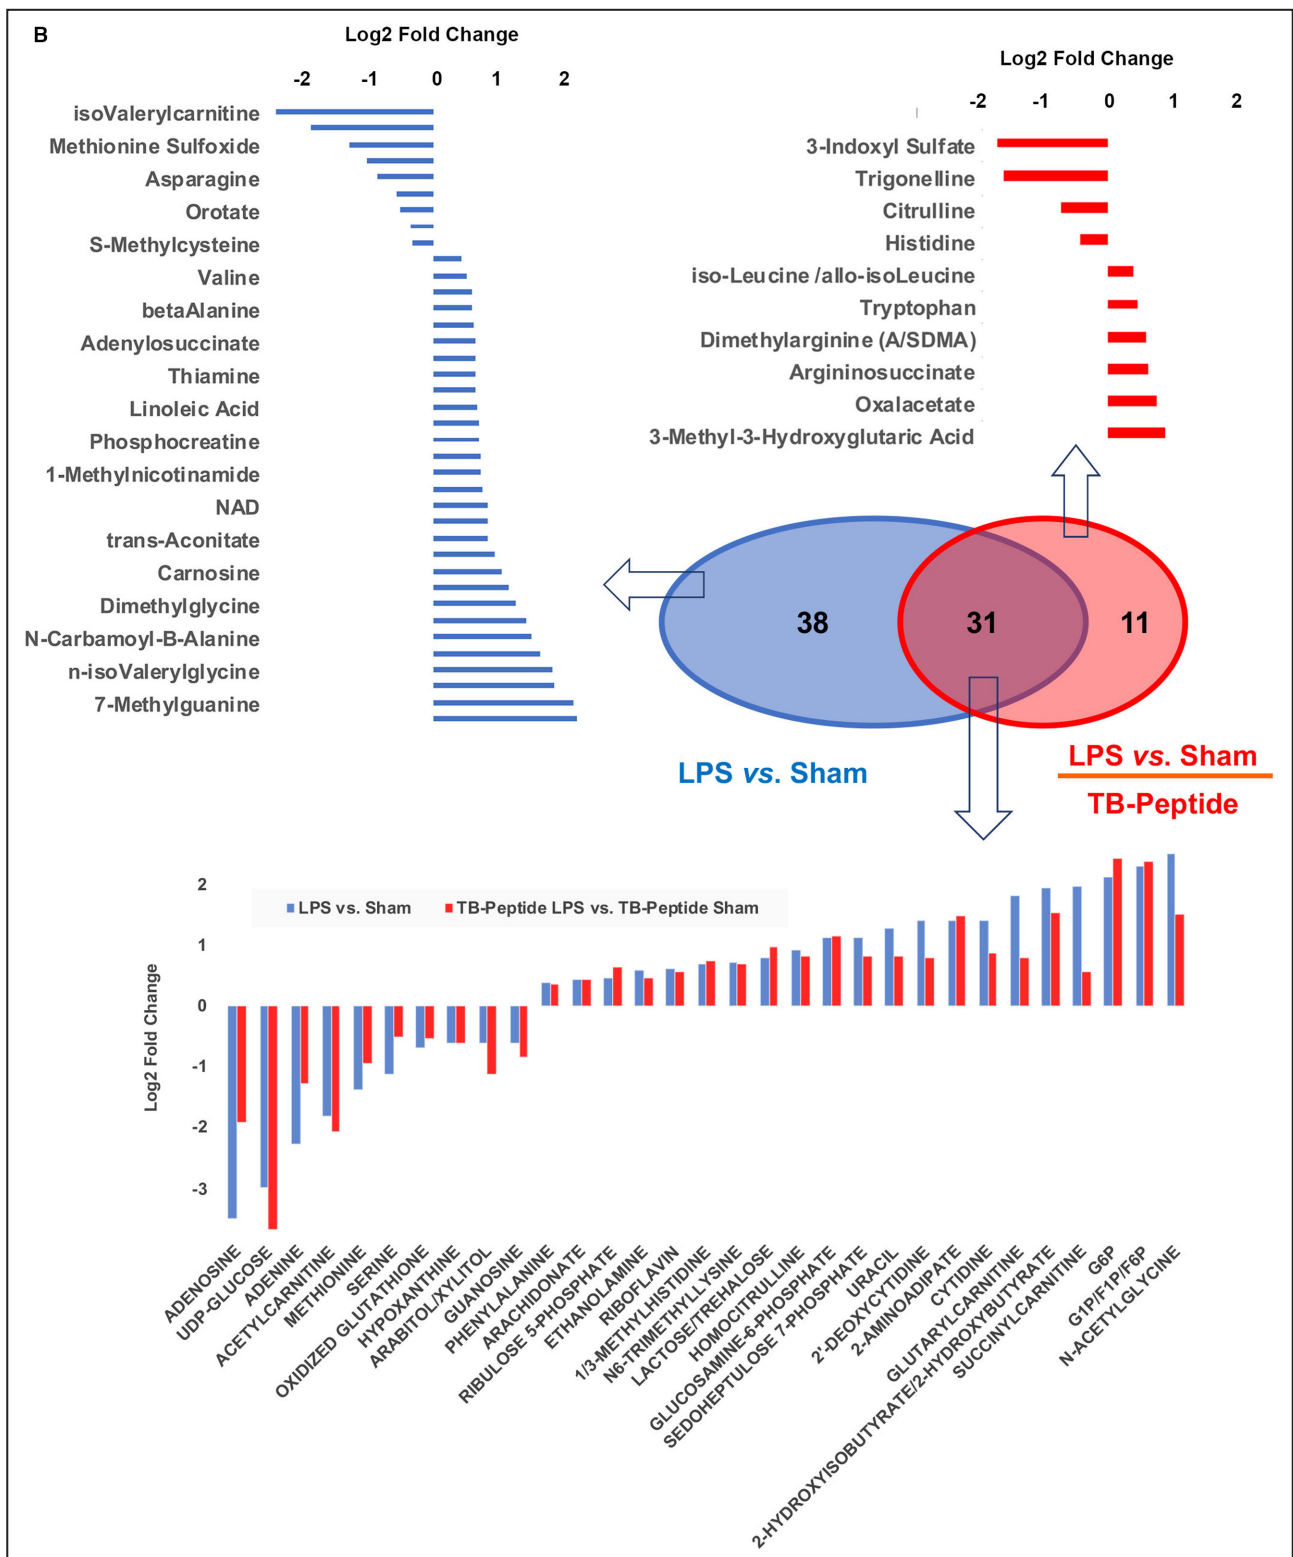 B
Log2 Fold Change
-2 -1 0 1 2
isoValerylcarnitine
Methionine Sulfoxide
Asparagine
Orotate
S-Methylcysteine
Valine
betaAlanine
Adenylosuccinate
Thiamine
Linoleic Acid
Phosphocreatine
1-Methylnicotinamide
NAD
trans-Aconitate
Carnosine
Dimethylglycine
N-Carbamoyl-B-Alanine
n-isoValerylglycine
7-Methylguanine
Log2 Fold Change
-2 -1 0 1 2
3-Indoxyl Sulfate
Trigonelline
Citrulline
Histidine
iso-Leucine /allo-isoLeucine
Tryptophan
Dimethylarginine (A/SDMA)
Argininosuccinate
Oxalacetate
3-Methyl-3-Hydroxyglutaric Acid
38 31 11
LPS vs. Sham
LPS vs. Sham
TB-Peptide
LPS vs. Sham TB-Peptide LPS vs. TB-Peptide Sham
Log2 Fold Change
2
1
0
-1
-2
-3
ADENOSINE
UDP-GLUCOSE
ADENINE
ACETYLCARNITINE
METHIONINE
SERINE
OXIDIZED GLUTATHIONE
HYPOXANTHINE
ARABITOL/XYLITOL
GUANOSINE
PHENYLALANINE
ARACHIDONATE
RIBULOSE 5-PHOSPHATE
ETHANOLAMINE
RIBOFLAVIN
1/3-METHYLHISTIDINE
N6-TRIMETHYLLYSINE
LACTOSE/TREHALOSE
HOMOCITRULLINE
GLUCOSAMINE-6-PHOSPHATE
SEDOHEPTULOSE 7-PHOSPHATE
URACIL
2'-DEOXYCYTIDINE
2-AMINOADIPATE
CYTIDINE
GLUTARYLCARNITINE
2-HYDROXYISOBUTYRATE/2-HYDROXYBUTYRATE
SUCCINYLCARNITINE
G6P
G1P/F1P/F6P
N-ACETYLGLYCINE